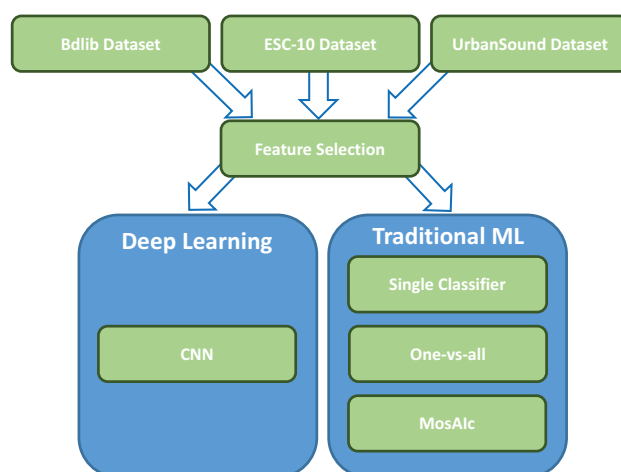 Bdlib Dataset
ESC-10 Dataset
UrbanSound Dataset
Feature Selection
Deep Learning
CNN
Traditional ML
Single Classifier
One-vs-all
MosAIc